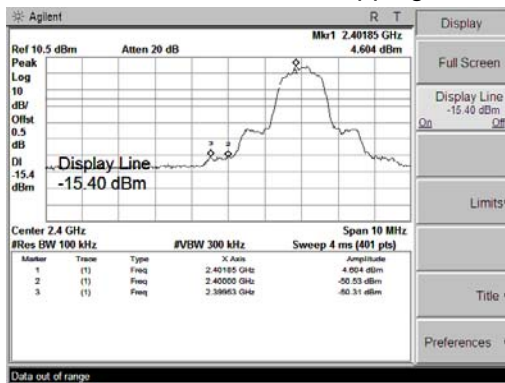 Agilent
R T
Display
Mkr1 2.40185 GHz
Ref 10.5 dBm Atten 20 dB 4.604 dBm
Peak
Log
10
dB/
Offst
0.5
dB
DI
-15.4
dBm
Display Line
-15.40 dBm
Center 2.4 GHz Span 10 MHz
#Res BW 100 kHz #VBW 300 kHz Sweep 4 ms (401 pts)
Marker Trace Type X Axis Amplitude
1 (1) Freq 2.40185 GHz 4.604 dBm
2 (1) Freq 2.40000 GHz -50.53 dBm
3 (1) Freq 2.39963 GHz -50.31 dBm
Full Screen
Display Line
-15.40 dBm
On Off
Limits
Title
Preferences
Data out of range